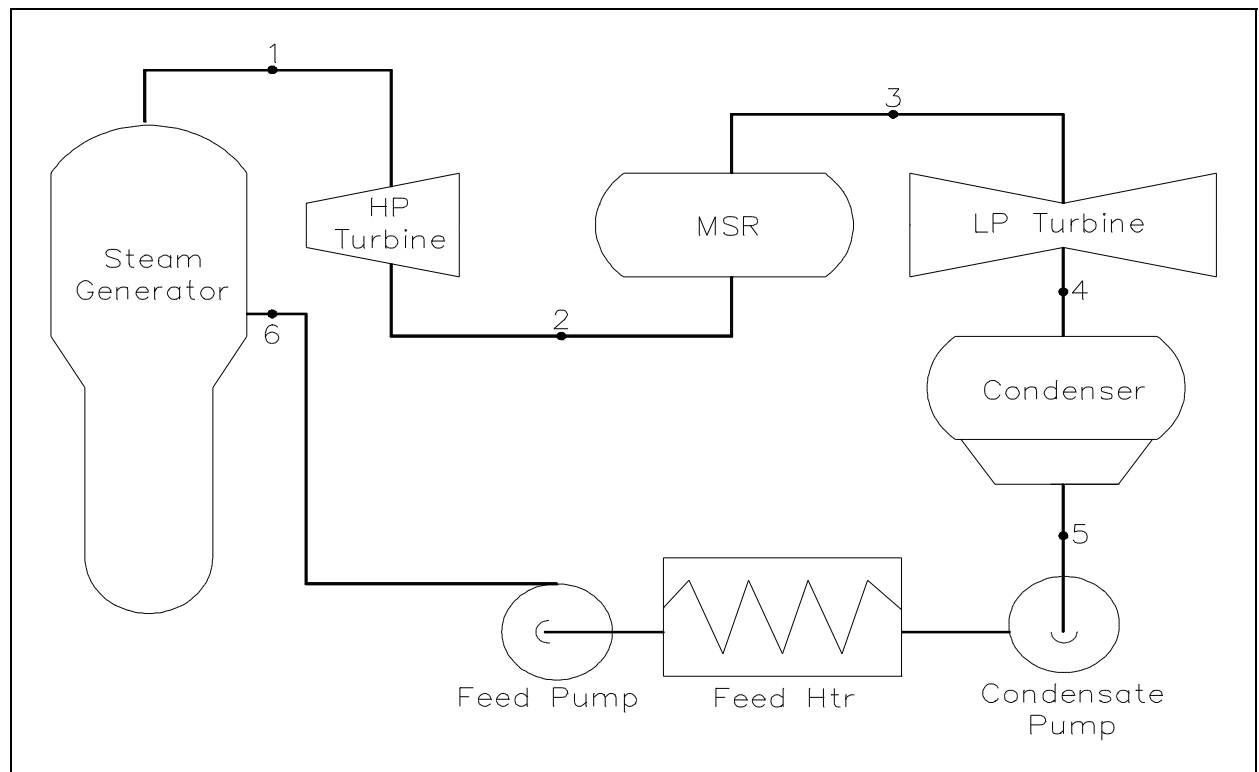 1
3
HP
Turbine
MSR
LP Turbine
Steam
Generator
4
2
6
Condenser
5
Feed Pump
Feed Htr
Condensate
Pump